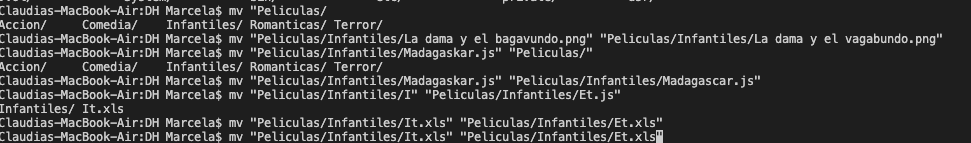 Claudias-MacBook-Air:DH Marcela$ mv "Peliculas/
Accion/     Comedia/    Infantiles/ Romanticas/ Terror/
Claudias-MacBook-Air:DH Marcela$ mv "Peliculas/Infantiles/La dama y el bagavundo.png" "Peliculas/Infantiles/La dama y el vagabundo.png"
Claudias-MacBook-Air:DH Marcela$ mv "Peliculas/Infantiles/Madagaskar.js" "Peliculas/"
Accion/     Comedia/    Infantiles/ Romanticas/ Terror/
Claudias-MacBook-Air:DH Marcela$ mv "Peliculas/Infantiles/Madagaskar.js" "Peliculas/Infantiles/Madagascar.js"
Claudias-MacBook-Air:DH Marcela$ mv "Peliculas/Infantiles/I" "Peliculas/Infantiles/Et.js"
Infantiles/ It.xls
Claudias-MacBook-Air:DH Marcela$ mv "Peliculas/Infantiles/It.xls" "Peliculas/Infantiles/Et.xls"
Claudias-MacBook-Air:DH Marcela$ mv "Peliculas/Infantiles/It.xls" "Peliculas/Infantiles/Et.xls"